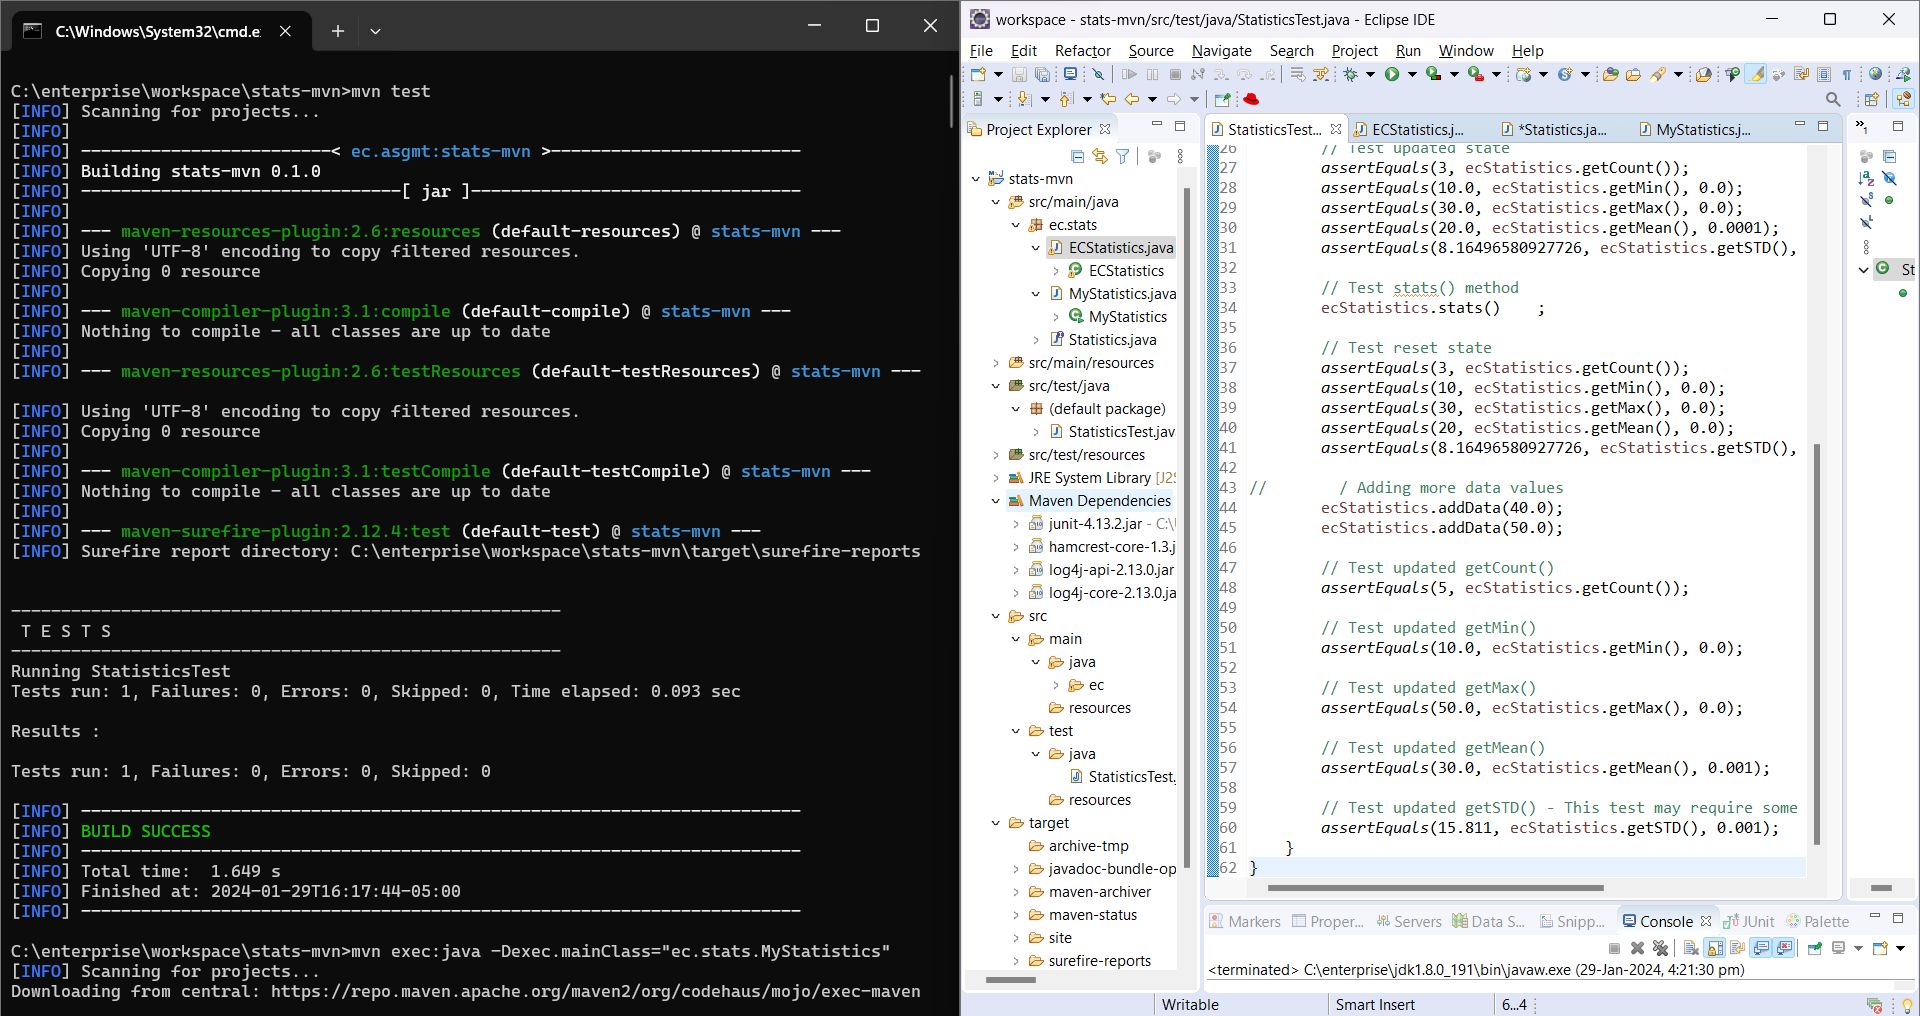 C:\Windows\System32\cmd.e
C:\enterprise\workspace\stats-mvn>mvn test
[INFO] Scanning for projects...
[INFO]
[INFO] -------------------------< ec.asgmt:stats-mvn >-------------------------
[INFO] Building stats-mvn 0.1.0
[INFO] --------------------------------[ jar ]---------------------------------
[INFO]
[INFO] --- maven-resources-plugin:2.6:resources (default-resources) @ stats-mvn ---
[INFO] Using 'UTF-8' encoding to copy filtered resources.
[INFO] Copying 0 resource
[INFO]
[INFO] --- maven-compiler-plugin:3.1:compile (default-compile) @ stats-mvn ---
[INFO] Nothing to compile - all classes are up to date
[INFO]
[INFO] --- maven-resources-plugin:2.6:testResources (default-testResources) @ stats-mvn ---
[INFO] Using 'UTF-8' encoding to copy filtered resources.
[INFO] Copying 0 resource
[INFO]
[INFO] --- maven-compiler-plugin:3.1:testCompile (default-testCompile) @ stats-mvn ---
[INFO] Nothing to compile - all classes are up to date
[INFO]
[INFO] --- maven-surefire-plugin:2.12.4:test (default-test) @ stats-mvn ---
[INFO] Surefire report directory: C:\enterprise\workspace\stats-mvn\target\surefire-reports
-------------------------------------------------------
T E S T S
-------------------------------------------------------
Running StatisticsTest
Tests run: 1, Failures: 0, Errors: 0, Skipped: 0, Time elapsed: 0.093 sec
Results :
Tests run: 1, Failures: 0, Errors: 0, Skipped: 0
[INFO] ------------------------------------------------------------------------
[INFO] BUILD SUCCESS
[INFO] ------------------------------------------------------------------------
[INFO] Total time:  1.649 s
[INFO] Finished at: 2024-01-29T16:17:44-05:00
[INFO] ------------------------------------------------------------------------
C:\enterprise\workspace\stats-mvn>mvn exec:java -Dexec.mainClass="ec.stats.MyStatistics"
[INFO] Scanning for projects...
Downloading from central: https://repo.maven.apache.org/maven2/org/codehaus/mojo/exec-maven
workspace - stats-mvn/src/test/java/StatisticsTest.java - Eclipse IDE
File Edit Refactor Source Navigate Search Project Run Window Help
Project Explorer
stats-mvn
src/main/java
ec.stats
ECStatistics.java
ECStatistics
MyStatistics.java
MyStatistics
Statistics.java
src/main/resources
src/test/java
(default package)
StatisticsTest.jav
src/test/resources
JRE System Library [J2S
Maven Dependencies
junit-4.13.2.jar - C:\
hamcrest-core-1.3.j
log4j-api-2.13.0.jar
log4j-core-2.13.0.ja
src
main
java
ec
resources
test
java
StatisticsTest.
resources
target
archive-tmp
javadoc-bundle-op
maven-archiver
maven-status
site
surefire-reports
StatisticsTest... ECStatistics.j... *Statistics.ja... MyStatistics.j...
26 // Test updated state
27 assertEquals(3, ecStatistics.getCount());
28 assertEquals(10.0, ecStatistics.getMin(), 0.0);
29 assertEquals(30.0, ecStatistics.getMax(), 0.0);
30 assertEquals(20.0, ecStatistics.getMean(), 0.0001);
31 assertEquals(8.16496580927726, ecStatistics.getSTD(),
32
33 // Test stats() method
34 ecStatistics.stats()    ;
35
36 // Test reset state
37 assertEquals(3, ecStatistics.getCount());
38 assertEquals(10, ecStatistics.getMin(), 0.0);
39 assertEquals(30, ecStatistics.getMax(), 0.0);
40 assertEquals(20, ecStatistics.getMean(), 0.0);
41 assertEquals(8.16496580927726, ecStatistics.getSTD(),
42
43 //        / Adding more data values
44 ecStatistics.addData(40.0);
45 ecStatistics.addData(50.0);
46
47 // Test updated getCount()
48 assertEquals(5, ecStatistics.getCount());
49
50 // Test updated getMin()
51 assertEquals(10.0, ecStatistics.getMin(), 0.0);
52
53 // Test updated getMax()
54 assertEquals(50.0, ecStatistics.getMax(), 0.0);
55
56 // Test updated getMean()
57 assertEquals(30.0, ecStatistics.getMean(), 0.001);
58
59 // Test updated getSTD() - This test may require some
60 assertEquals(15.811, ecStatistics.getSTD(), 0.001);
61 }
62 }
St
Markers Proper... Servers Data S... Snipp... Console JUnit Palette
<terminated> C:\enterprise\jdk1.8.0_191\bin\javaw.exe (29-Jan-2024, 4:21:30 pm)
Writable Smart Insert 6...4